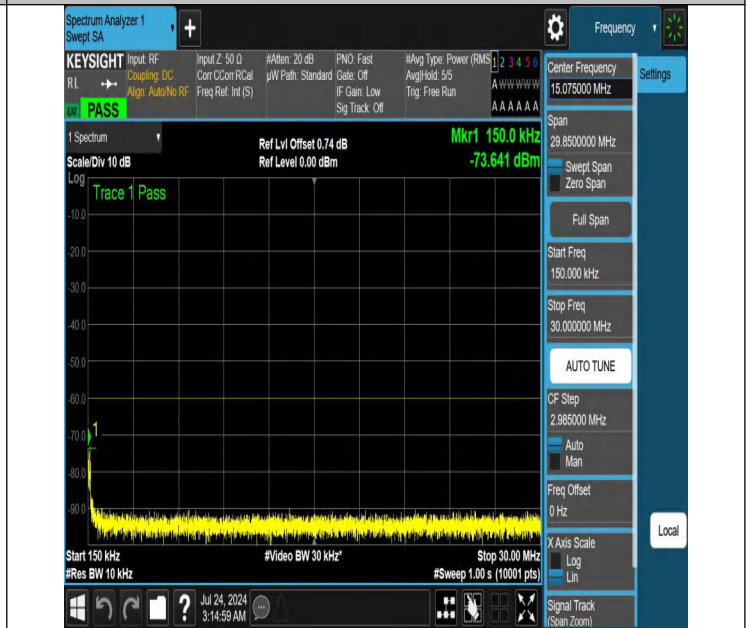 Spectrum Analyzer 1
Swept SA
Frequency
KEYSIGHT
RL
PASS
Input: RF
Coupling: DC
Align: Auto/No RF
Input Z: 50 Ω
Corr CCorr RCal
Freq Ref: Int (S)
#Atten: 20 dB
µW Path: Standard
PNO: Fast
Gate: Off
IF Gain: Low
Sig Track: Off
#Avg Type: Power (RMS
Avg|Hold: 5/5
Trig: Free Run
1 2 3 4 5 6
A W W W W W
A A A A A A
1 Spectrum
Scale/Div 10 dB
Ref Lvl Offset 0.74 dB
Ref Level 0.00 dBm
Mkr1 150.0 kHz
-73.641 dBm
Log
Trace 1 Pass
-10.0
-20.0
-30.0
-40.0
-50.0
-60.0
-70.0
-80.0
-90.0
1
Start 150 kHz
#Res BW 10 kHz
#Video BW 30 kHz*
Stop 30.00 MHz
#Sweep 1.00 s (10001 pts)
Jul 24, 2024
3:14:59 AM
Center Frequency
15.075000 MHz
Settings
Span
29.8500000 MHz
Swept Span
Zero Span
Full Span
Start Freq
150.000 kHz
Stop Freq
30.000000 MHz
AUTO TUNE
CF Step
2.985000 MHz
Auto
Man
Freq Offset
0 Hz
Local
X Axis Scale
Log
Lin
Signal Track
(Span Zoom)